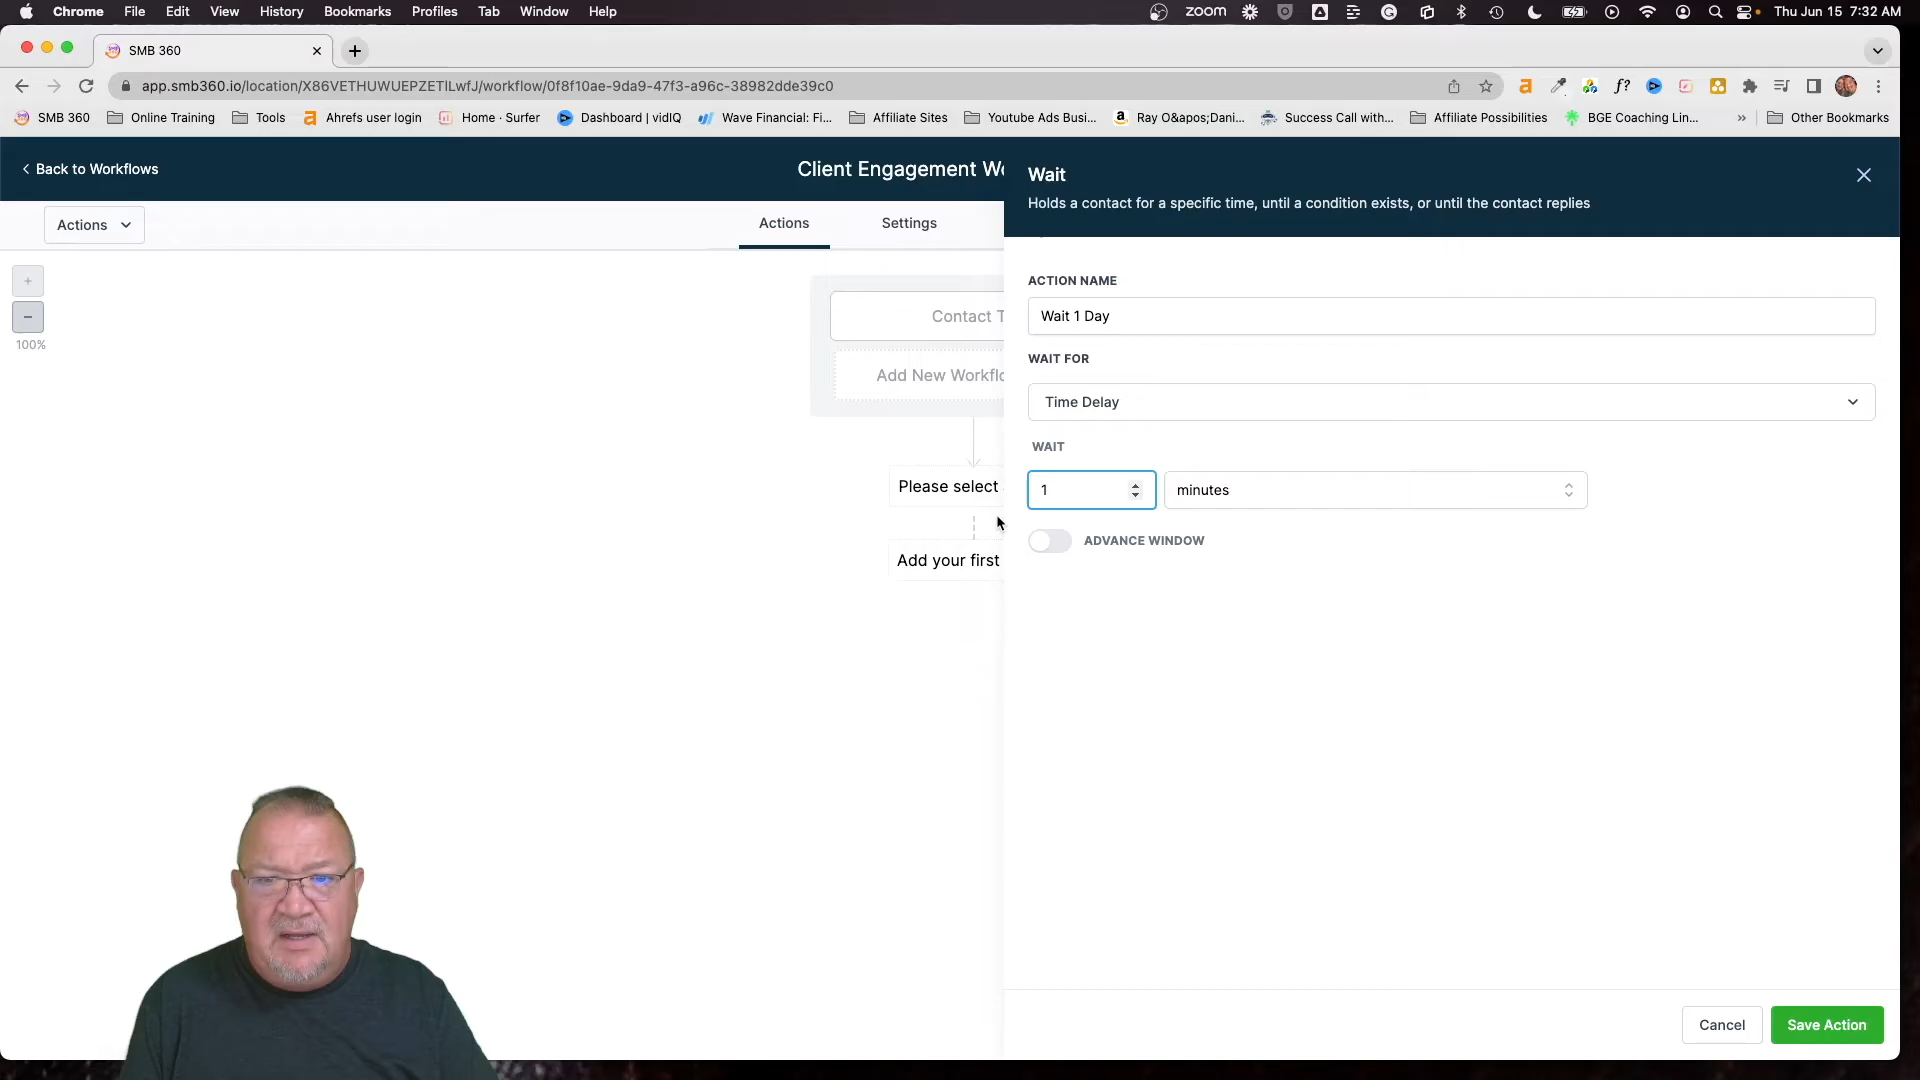 Chrome File Edit View History Bookmarks Profiles Tab Window Help zoom Thu Jun 15 7:32 AM
SMB 360
app.smb360.io/location/X86VETHUWUEPZETlLwfJ/workflow/0f8f10ae-9da9-47f3-a96c-38982dde39c0
SMB 360 Online Training Tools Ahrefs user login Home · Surfer Dashboard | vidIQ Wave Financial: Fi... Affiliate Sites Youtube Ads Busi... Ray O&apos;Dani... Success Call with... Affiliate Possibilities BGE Coaching Lin... » Other Bookmarks
Back to Workflows
Client Engagement Wo
Actions
Actions Settings
100%
Contact T
Add New Workflo
Please select
Add your first
Wait
Holds a contact for a specific time, until a condition exists, or until the contact replies
ACTION NAME
Wait 1 Day
WAIT FOR
Time Delay
WAIT
1 minutes
ADVANCE WINDOW
Cancel Save Action